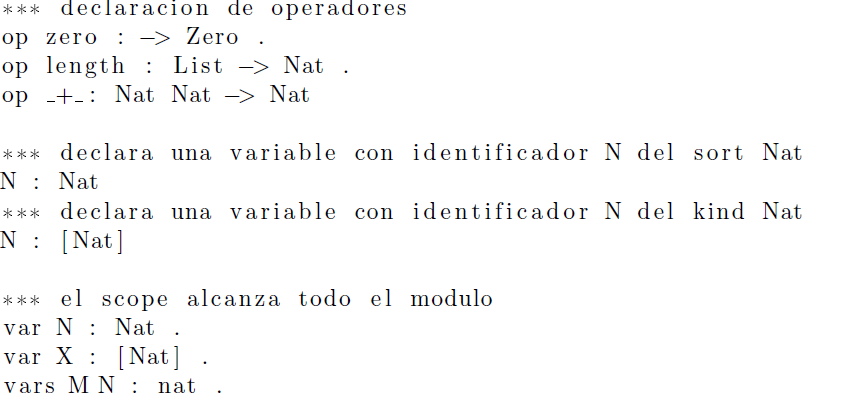 *** declaracion de operadores
op zero : -> Zero .
op length : List -> Nat .
op _+_: Nat Nat -> Nat
*** declara una variable con identificador N del sort Nat
N : Nat
*** declara una variable con identificador N del kind Nat
N : [Nat]
*** el scope alcanza todo el modulo
var N : Nat .
var X : [Nat] .
vars M N : nat .